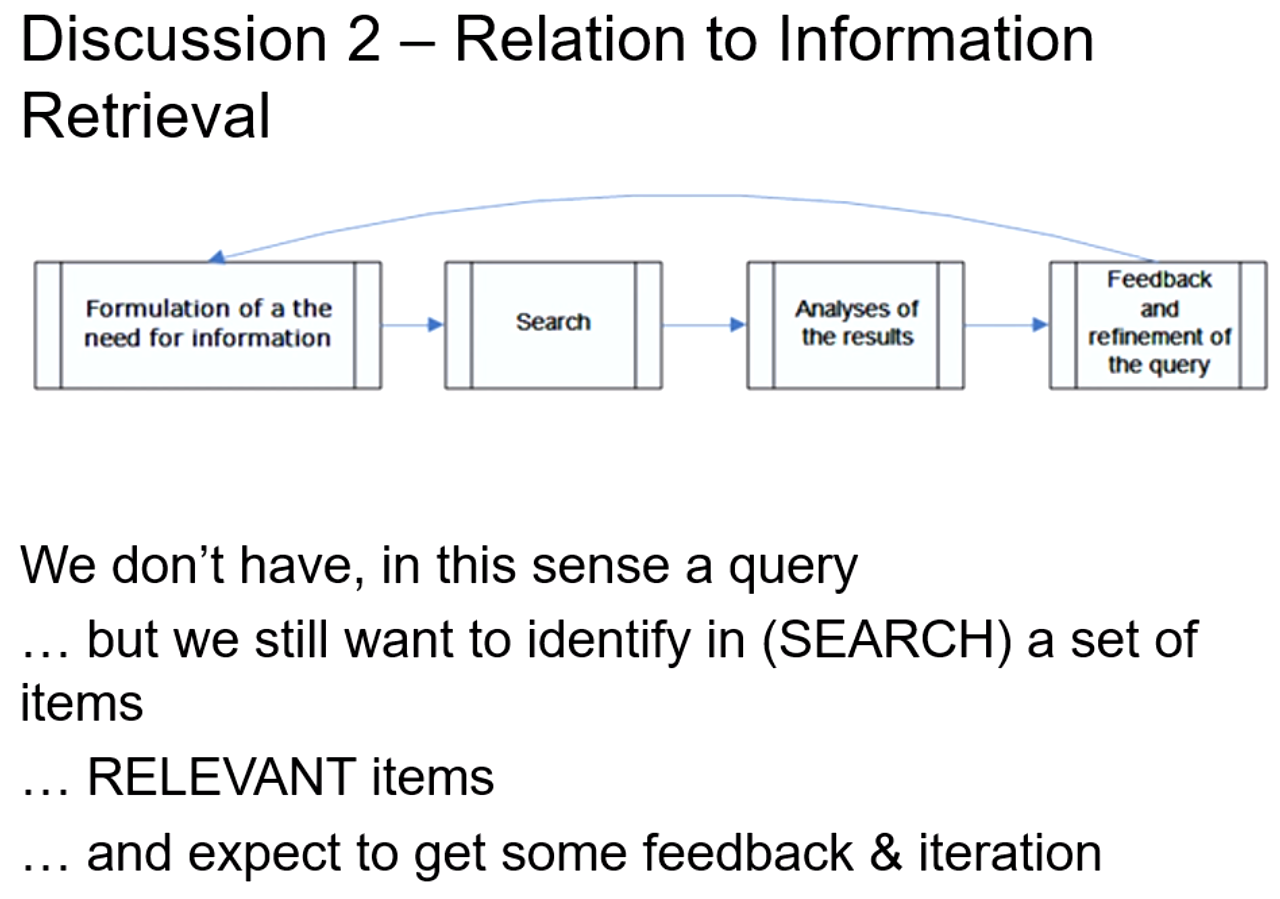 Discussion 2 – Relation to Information
Retrieval
Formulation of a the
need for information
Search
Analyses of
the results
Feedback
and
refinement of
the query
We don’t have, in this sense a query
… but we still want to identify in (SEARCH) a set of
items
… RELEVANT items
… and expect to get some feedback & iteration